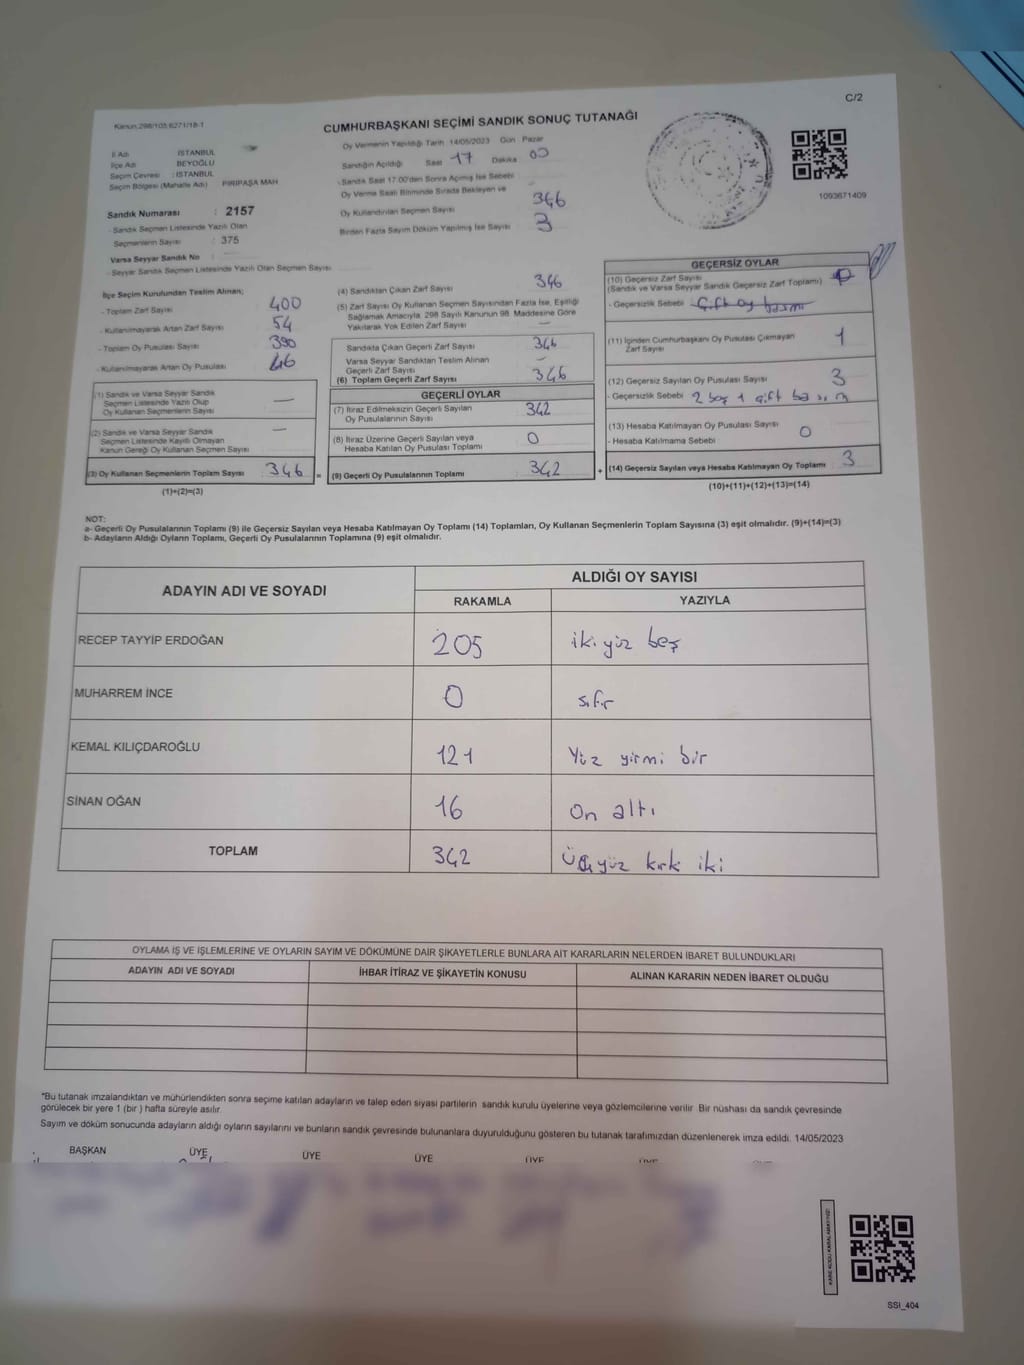 C/2
Kanun:298/105:6271/18-1
CUMHURBAŞKANI SEÇİMİ SANDIK SONUÇ TUTANAĞI
İl Adı : İSTANBUL
İlçe Adı : BEYOĞLU
Seçim Çevresi : İSTANBUL
Seçim Bölgesi (Mahalle Adı) : PİRİPAŞA MAH
Sandık Numarası : 2157
- Sandık Seçmen Listesinde Yazılı Olan
Seçmenlerin Sayısı : 375
Varsa Seyyar Sandık No :
- Seyyar Sandık Seçmen Listesinde Yazılı Olan Seçmen Sayısı
Oy Vermenin Yapıldığı Tarih 14/05/2023 Gün Pazar
Sandığın Açıldığı Saat 17 Dakika 00
- Sandık Saat 17.00'den Sonra Açılmış İse Sebebi
Oy Verme Saati Bitiminde Sırada Bekleyen ve
Oy Kullandırılan Seçmen Sayısı 346
Birden Fazla Sayım Döküm Yapılmış İse Sayısı 3
1093671409
İlçe Seçim Kurulundan Teslim Alınan;
- Toplam Zarf Sayısı 400
- Kullanılmayarak Artan Zarf Sayısı 54
- Toplam Oy Pusulası Sayısı 390
- Kullanılmayarak Artan Oy Pusulası 46
(1) Sandık ve Varsa Seyyar Sandık
Seçmen Listesinde Yazılı Olup
Oy Kullanan Seçmenlerin Sayısı —
(2) Sandık ve Varsa Seyyar Sandık
Seçmen Listesinde Kayıtlı Olmayan
Kanun Gereği Oy Kullanan Seçmen Sayısı —
(3) Oy Kullanan Seçmenlerin Toplam Sayısı 346 =
(1)+(2)=(3)
(4) Sandıktan Çıkan Zarf Sayısı 346
(5) Zarf Sayısı Oy Kullanan Seçmen Sayısından Fazla İse, Eşitliği
Sağlamak Amacıyla, 298 Sayılı Kanunun 98. Maddesine Göre
Yakılarak Yok Edilen Zarf Sayısı —
Sandıkta Çıkan Geçerli Zarf Sayısı 346
Varsa Seyyar Sandıktan Teslim Alınan
Geçerli Zarf Sayısı —
(6) Toplam Geçerli Zarf Sayısı 346
GEÇERLİ OYLAR
(7) İtiraz Edilmeksizin Geçerli Sayılan
Oy Pusulalarının Sayısı 342
(8) İtiraz Üzerine Geçerli Sayılan veya
Hesaba Katılan Oy Pusulası Toplamı 0
(9) Geçerli Oy Pusulalarının Toplamı 342 +
GEÇERSİZ OYLAR
(10) Geçersiz Zarf Sayısı
(Sandık ve Varsa Seyyar Sandık Geçersiz Zarf Toplamı)
- Geçersizlik Sebebi Çift oy basımı
(11) İçinden Cumhurbaşkanı Oy Pusulası Çıkmayan
Zarf Sayısı 1
(12) Geçersiz Sayılan Oy Pusulası Sayısı 3
- Geçersizlik Sebebi 2 boş 1 çift basım
(13) Hesaba Katılmayan Oy Pusulası Sayısı 0
- Hesaba Katılmama Sebebi
(14) Geçersiz Sayılan veya Hesaba Katılmayan Oy Toplamı 3
(10)+(11)+(12)+(13)=(14)
NOT:
a- Geçerli Oy Pusulalarının Toplamı (9) ile Geçersiz Sayılan veya Hesaba Katılmayan Oy Toplamı (14) Toplamları, Oy Kullanan Seçmenlerin Toplam Sayısına (3) eşit olmalıdır. (9)+(14)=(3)
b- Adayların Aldığı Oyların Toplamı, Geçerli Oy Pusulalarının Toplamına (9) eşit olmalıdır.
ADAYIN ADI VE SOYADI
ALDIĞI OY SAYISI
RAKAMLA YAZIYLA
RECEP TAYYİP ERDOĞAN 205 iki yüz beş
MUHARREM İNCE 0 sıfır
KEMAL KILIÇDAROĞLU 121 Yüz yirmi bir
SİNAN OĞAN 16 On altı
TOPLAM 342 Üçyüz kırk iki
OYLAMA İŞ VE İŞLEMLERİNE VE OYLARIN SAYIM VE DÖKÜMÜNE DAİR ŞİKAYETLERLE BUNLARA AİT KARARLARIN NELERDEN İBARET BULUNDUKLARI
ADAYIN ADI VE SOYADI İHBAR İTİRAZ VE ŞİKAYETİN KONUSU ALINAN KARARIN NEDEN İBARET OLDUĞU
*Bu tutanak imzalandıktan ve mühürlendikten sonra seçime katılan adayların ve talep eden siyasi partilerin sandık kurulu üyelerine veya gözlemcilerine verilir Bir nüshası da sandık çevresinde
görülecek bir yere 1 (bir ) hafta süreyle asılır.
Sayım ve döküm sonucunda adayların aldığı oyların sayılarını ve bunların sandık çevresinde bulunanlara duyurulduğunu gösteren bu tutanak tarafımızdan düzenlenerek imza edildi. 14/05/2023
BAŞKAN ÜYE ÜYE ÜYE ÜYE
SSI_404